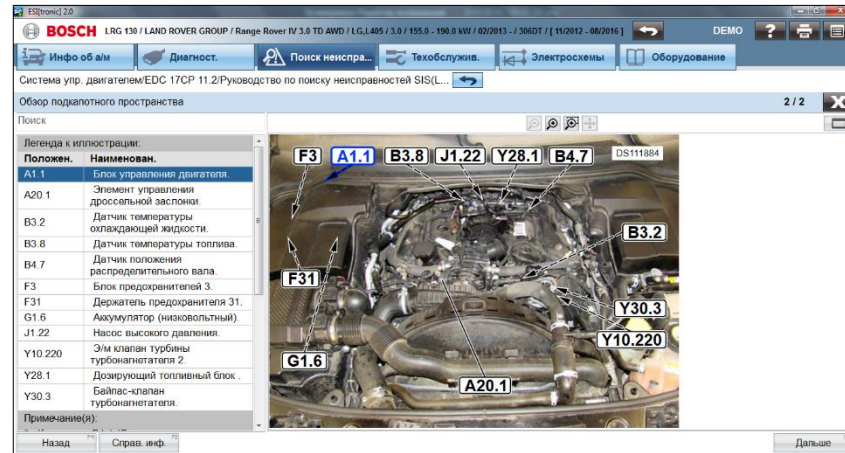 ESI[tronic] 2.0
BOSCH LRG 130 / LAND ROVER GROUP / Range Rover IV 3.0 TD AWD / LG,L405 / 3.0 / 155.0 - 190.0 kW / 02/2013 - / 306DT / [ 11/2012 - 08/2016 ] DEMO ?
Инфо об а/м Диагност. Поиск неиспра... Техобслужив. Электросхемы Оборудование
Система упр. двигателем/EDC 17CP 11.2/Руководство по поиску неисправностей SIS(L...
Обзор подкапотного пространства 2 / 2 X
Поиск
Легенда к иллюстрации:
Положен. Наименован.
A1.1 Блок управления двигателя.
A20.1 Элемент управления
дроссельной заслонки.
B3.2 Датчик температуры
охлаждающей жидкости.
B3.8 Датчик температуры топлива.
B4.7 Датчик положения
распределительного вала.
F3 Блок предохранителей 3.
F31 Держатель предохранителя 31.
G1.6 Аккумулятор (низковольтный).
J1.22 Насос высокого давления.
Y10.220 Э/м клапан турбины
турбонагнетателя 2.
Y28.1 Дозирующий топливный блок .
Y30.3 Байпас-клапан
турбонагнетателя.
Примечание(я):
F3 A1.1 B3.8 J1.22 Y28.1 B4.7 DS111884
B3.2
F31
Y30.3
Y10.220
G1.6
A20.1
Назад Справ. инф. Дальше